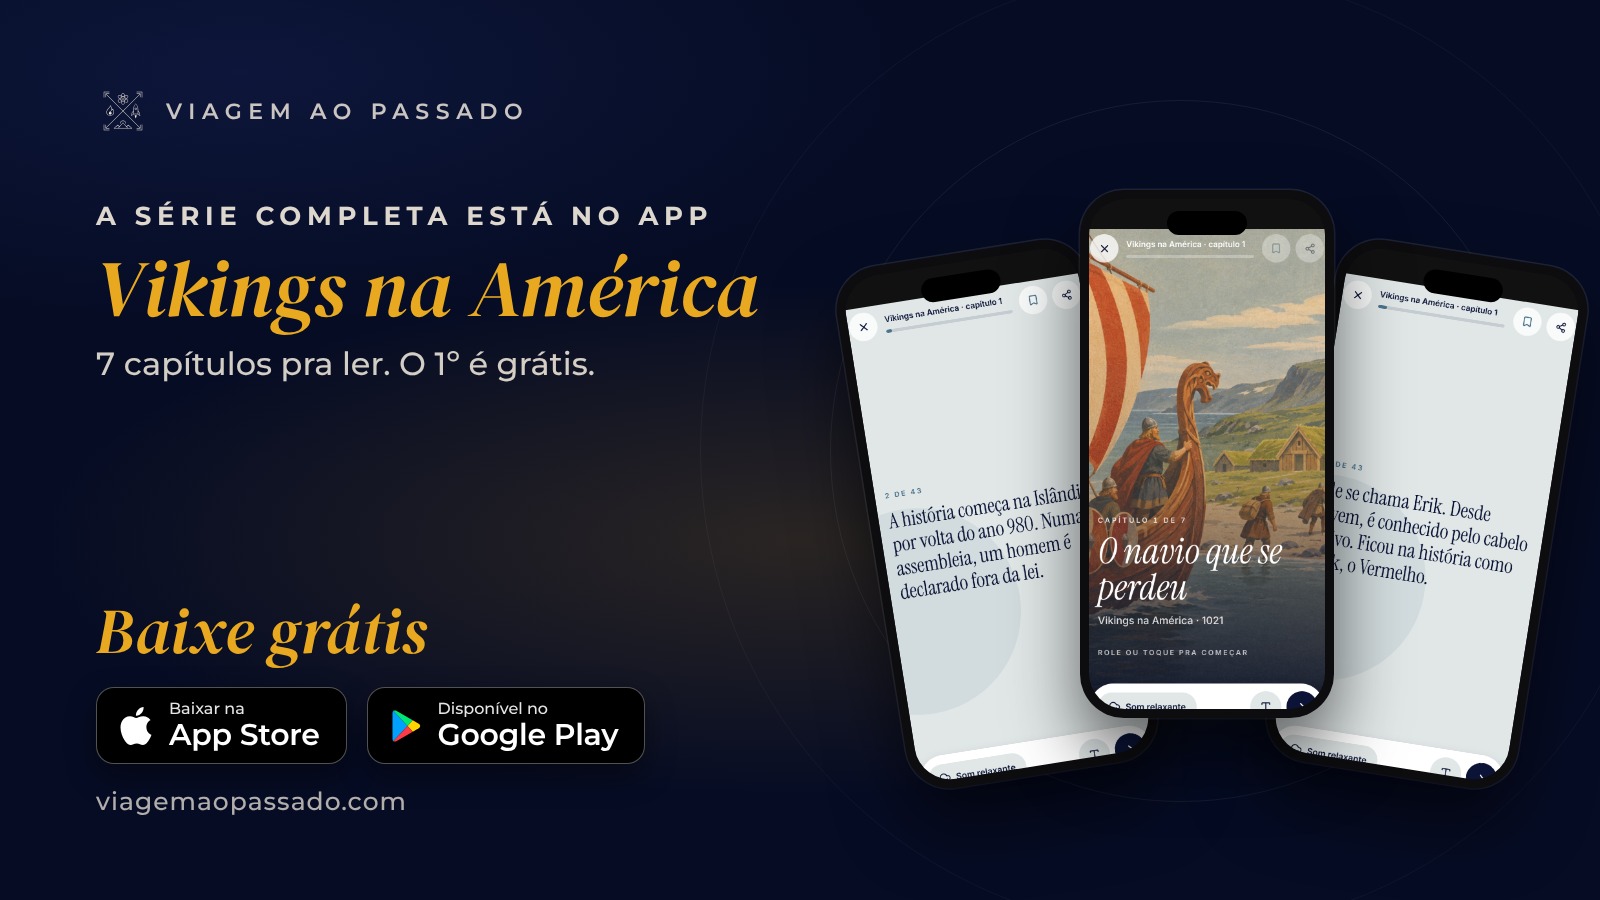 VIAGEM AO PASSADO
A SÉRIE COMPLETA ESTÁ NO APP
Vikings na América
7 capítulos pra ler. O 1º é grátis.
Baixe grátis
Baixar na
App Store
Disponível no
Google Play
viagemaopassado.com
Vikings na América · capítulo 1
2 DE 43
A história começa na Islândi
por volta do ano 980. Numa
assembleia, um homem é
declarado fora da lei.
Som relaxante
Vikings na América · capítulo 1
CAPÍTULO 1 DE 7
O navio que se
perdeu
Vikings na América · 1021
ROLE OU TOQUE PRA COMEÇAR
Som relaxante
Vikings na América · capítulo 1
DE 43
e se chama Erik. Desde
vem, é conhecido pelo cabelo
vo. Ficou na história como
k, o Vermelho.
Som relaxante